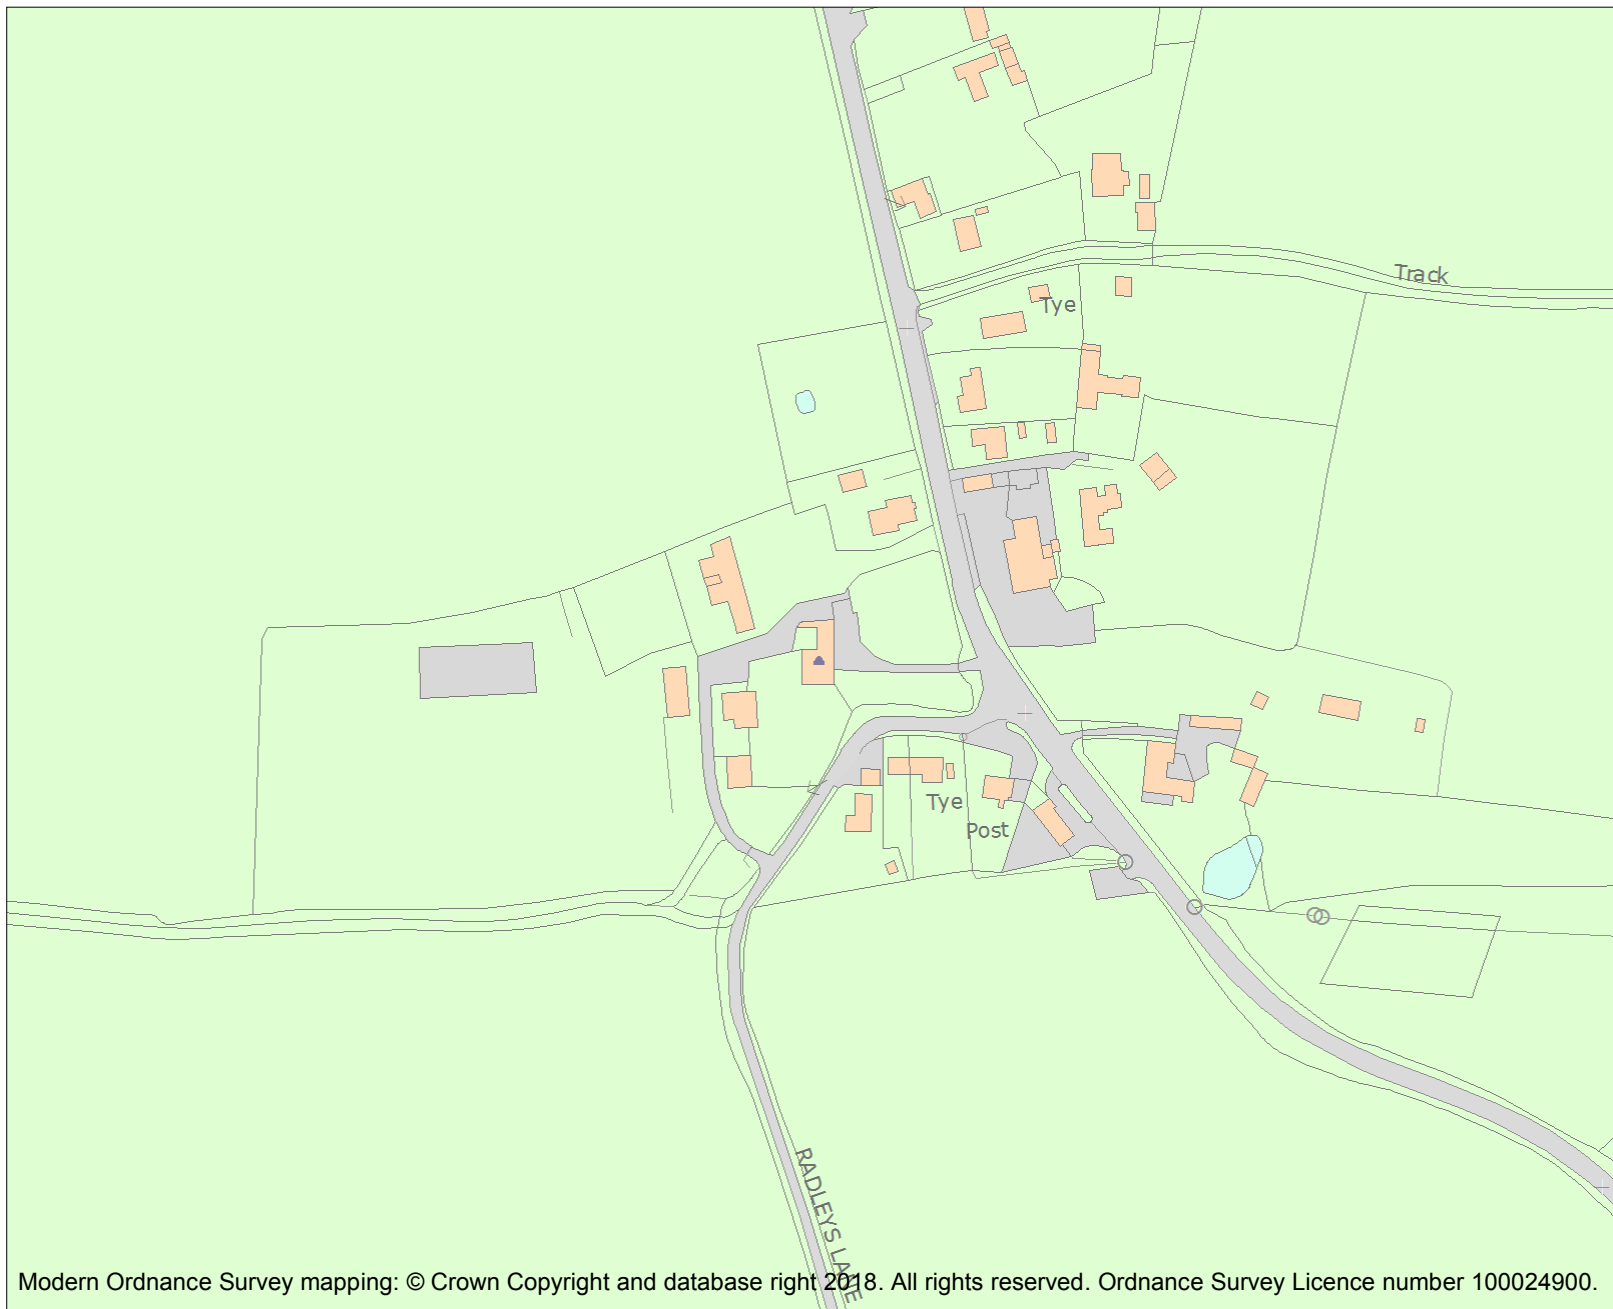 Track
Tye
Tye
Post
RADLEYS LANE
Modern Ordnance Survey mapping: © Crown Copyright and database right 2018. All rights reserved. Ordnance Survey Licence number 100024900.